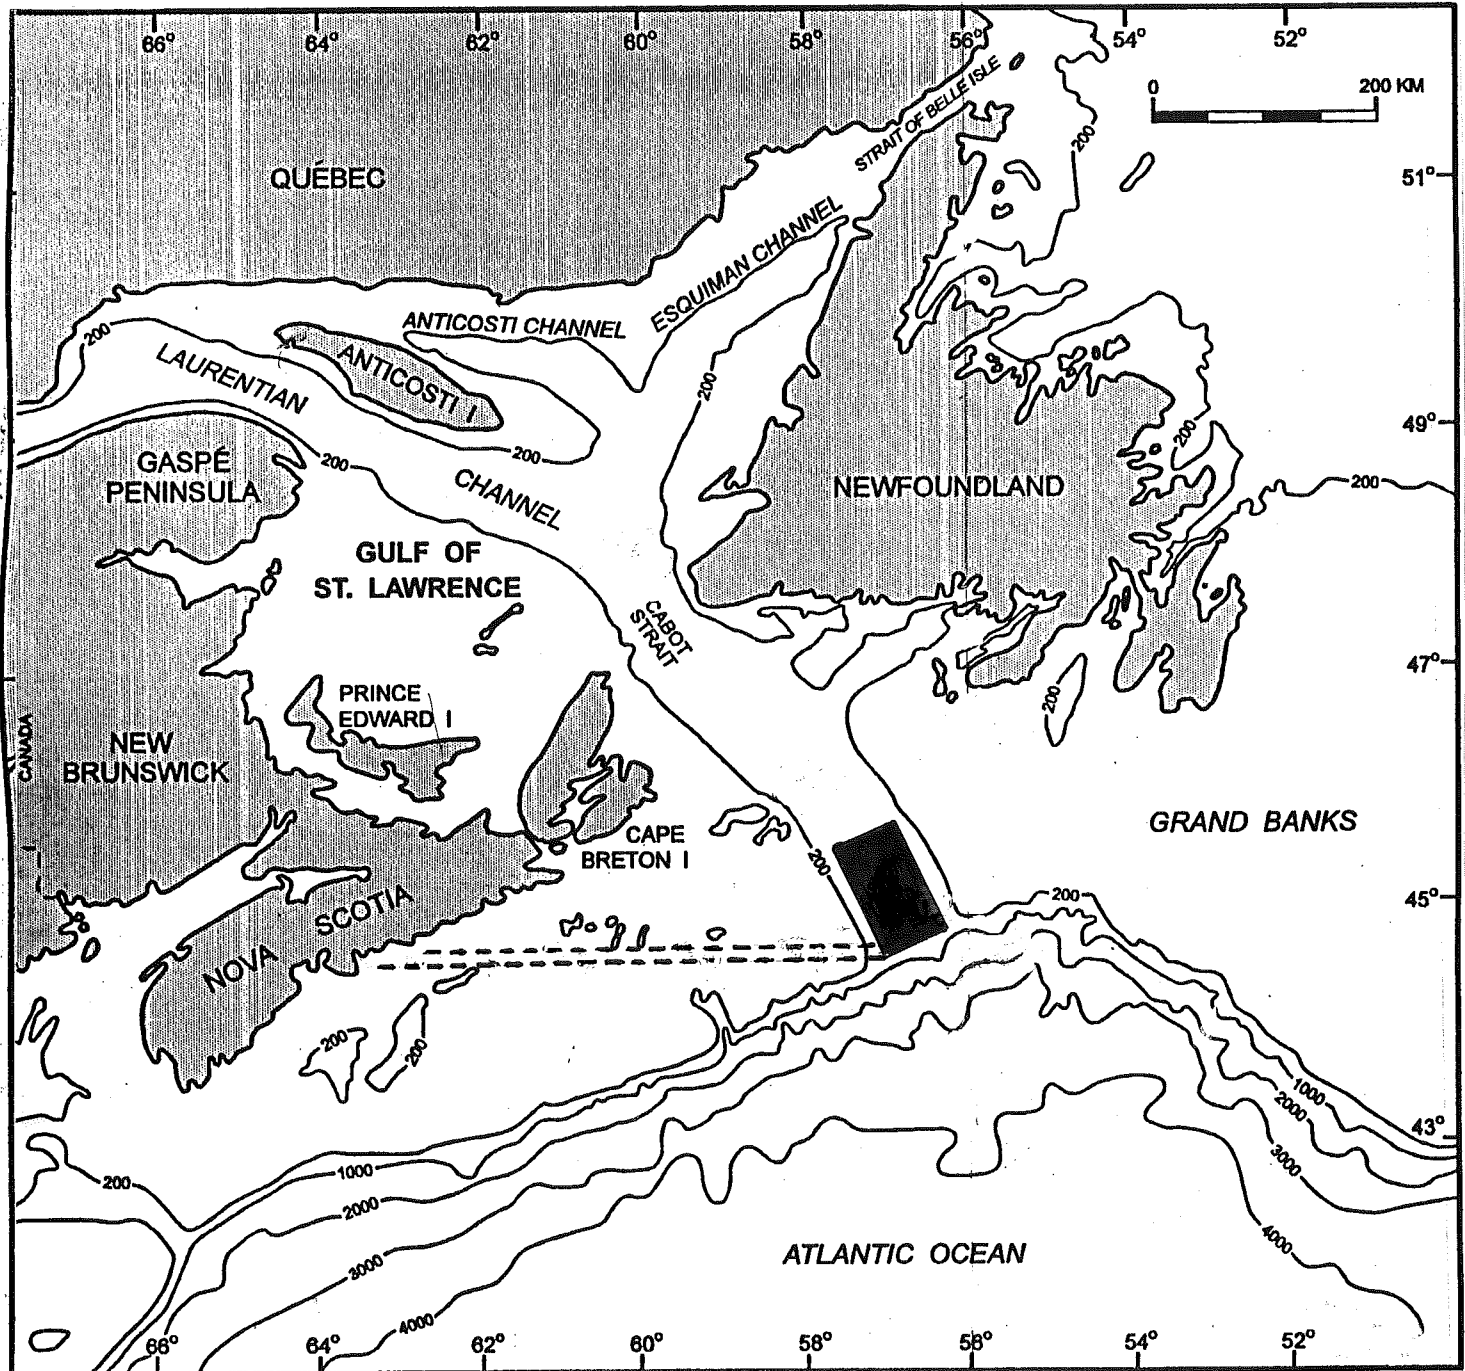 66° 64° 62° 60° 58° 56° 54° 52°
0 200 KM
STRAIT OF BELLE ISLE
200
51°
QUÉBEC
ESQUIMAN CHANNEL
ANTICOSTI CHANNEL
200
LAURENTIAN
ANTICOSTI I
200
200
49°
200
200
CHANNEL
GASPÉ
PENINSULA
NEWFOUNDLAND
200
GULF OF
ST. LAWRENCE
CABOT
STRAIT
47°
PRINCE
EDWARD I
200
CANADA
NEW
BRUNSWICK
GRAND BANKS
CAPE
BRETON I
200
200
45°
NOVA SCOTIA
200
200
1000
2000
43°
3000
1000
200
2000
4000
ATLANTIC OCEAN
3000
4000
66° 64° 62° 60° 58° 56° 54° 52°